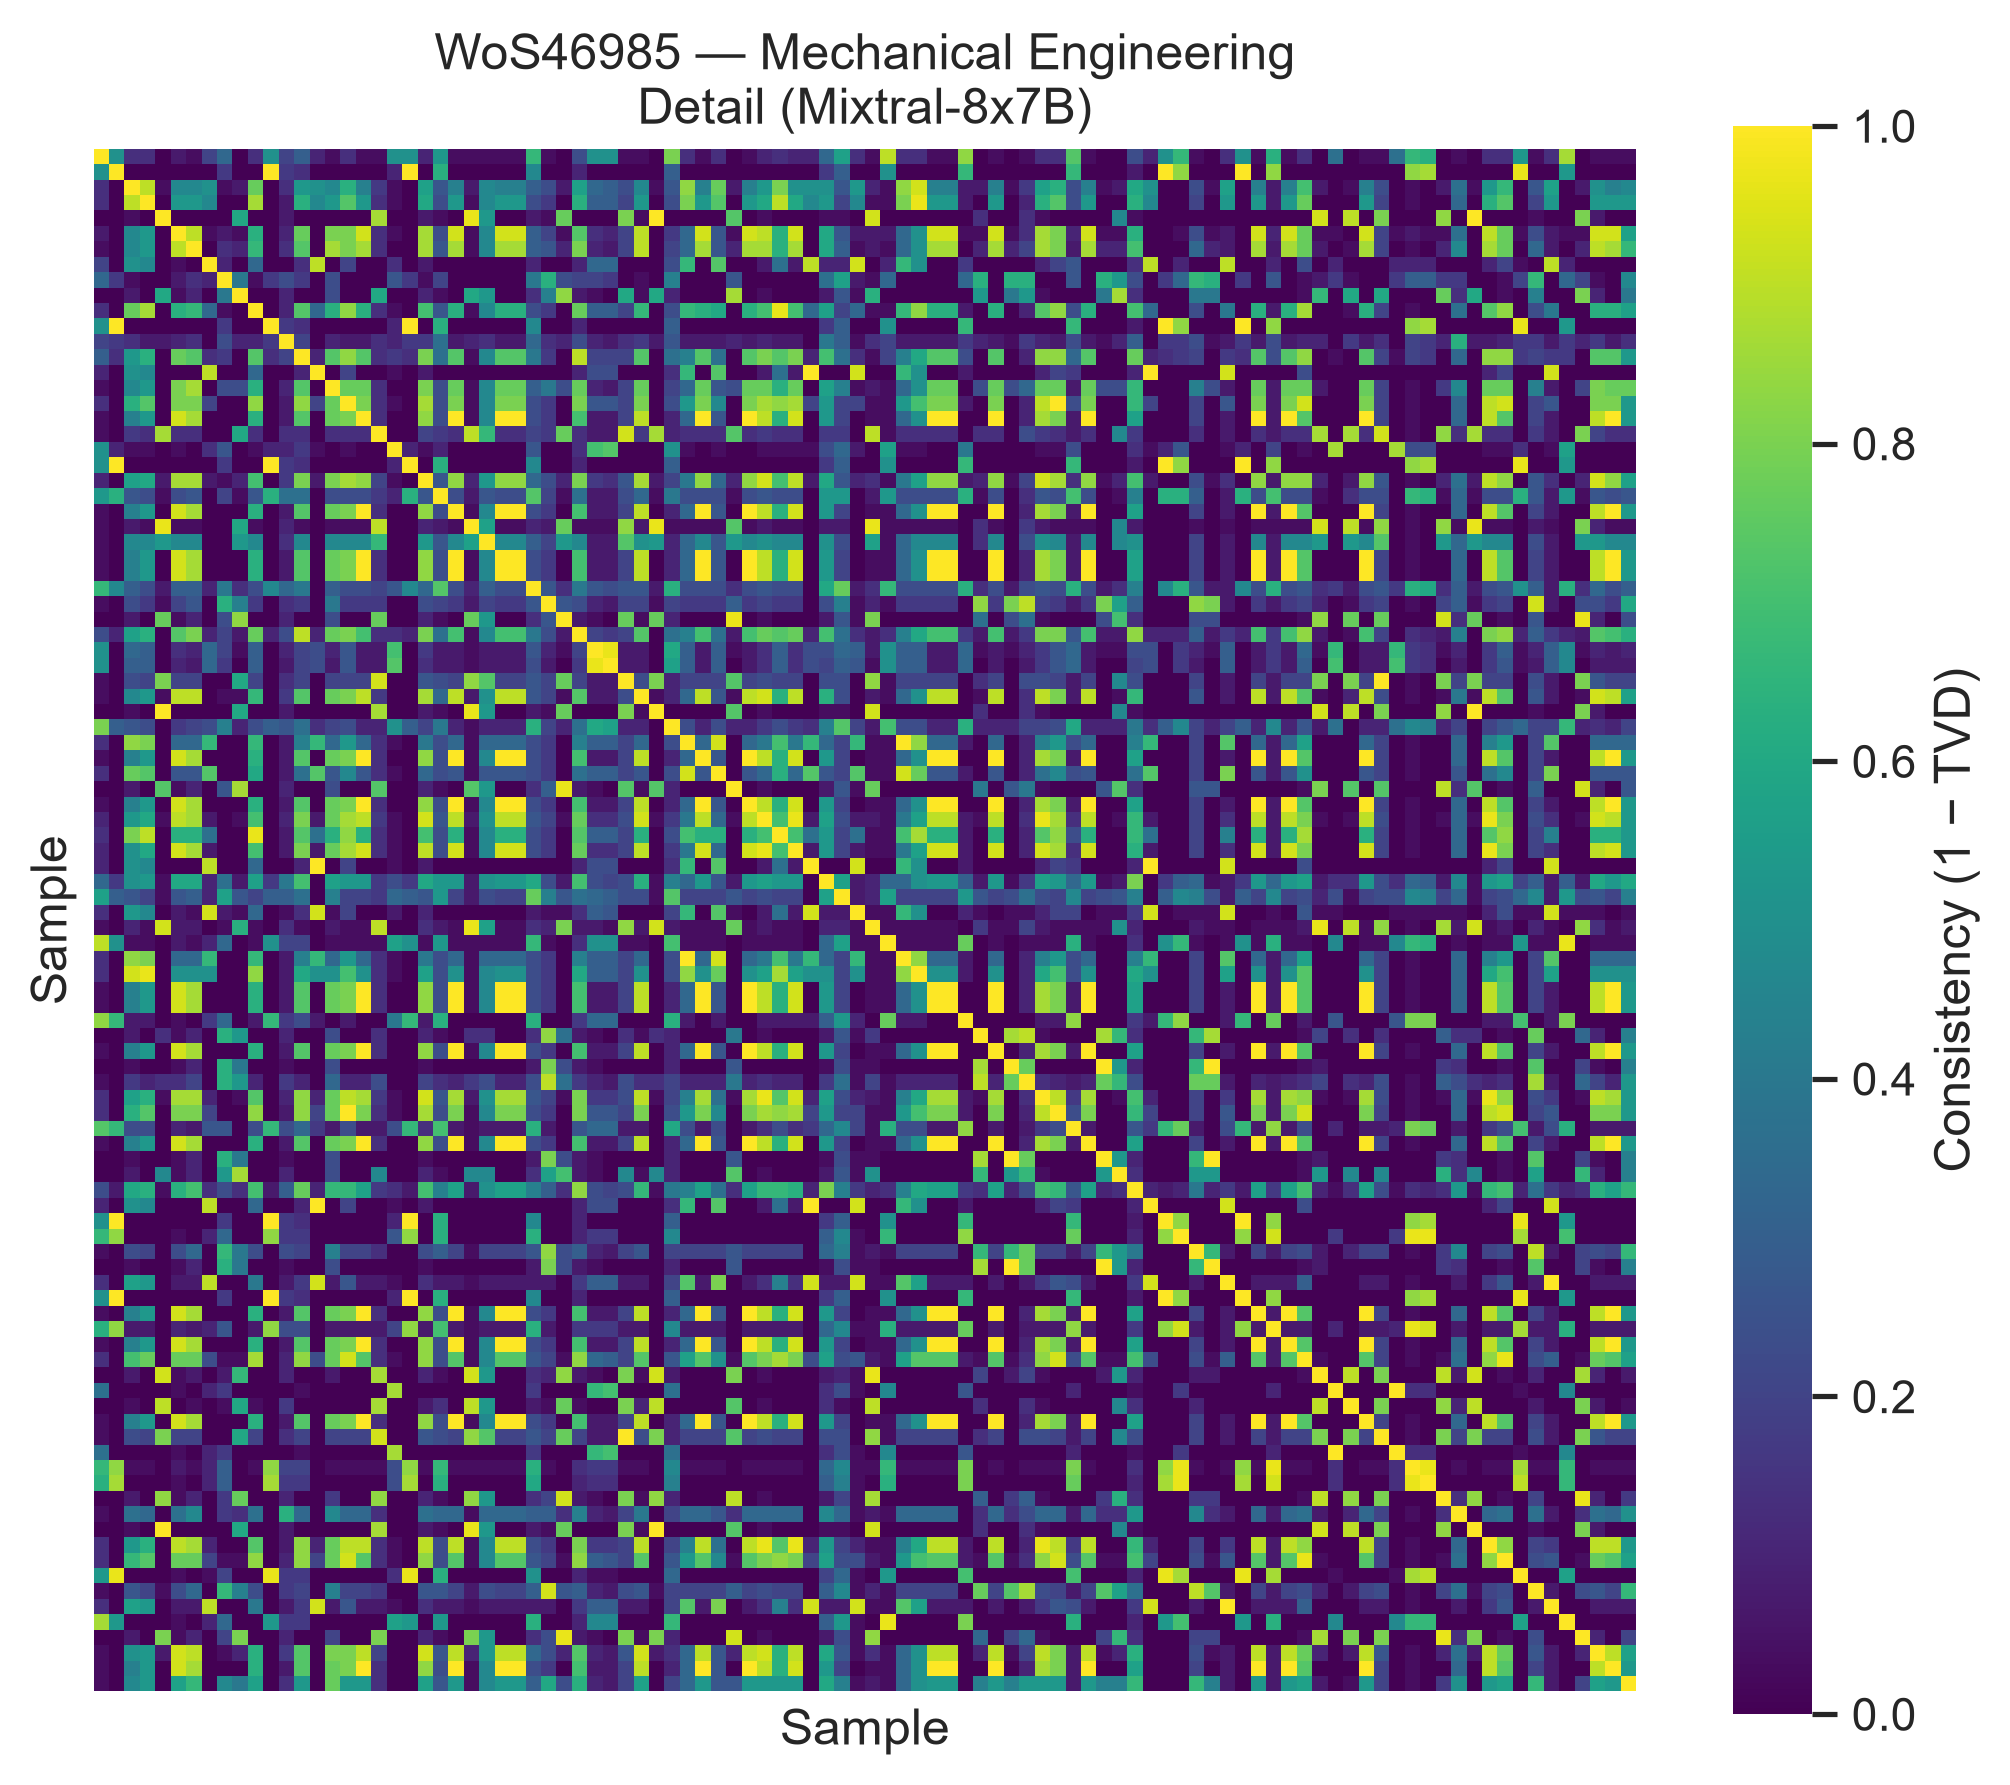 WoS46985 — Mechanical Engineering
Detail (Mixtral-8x7B)
Sample
Sample
1.0
0.8
0.6
0.4
0.2
0.0
Consistency (1 − TVD)